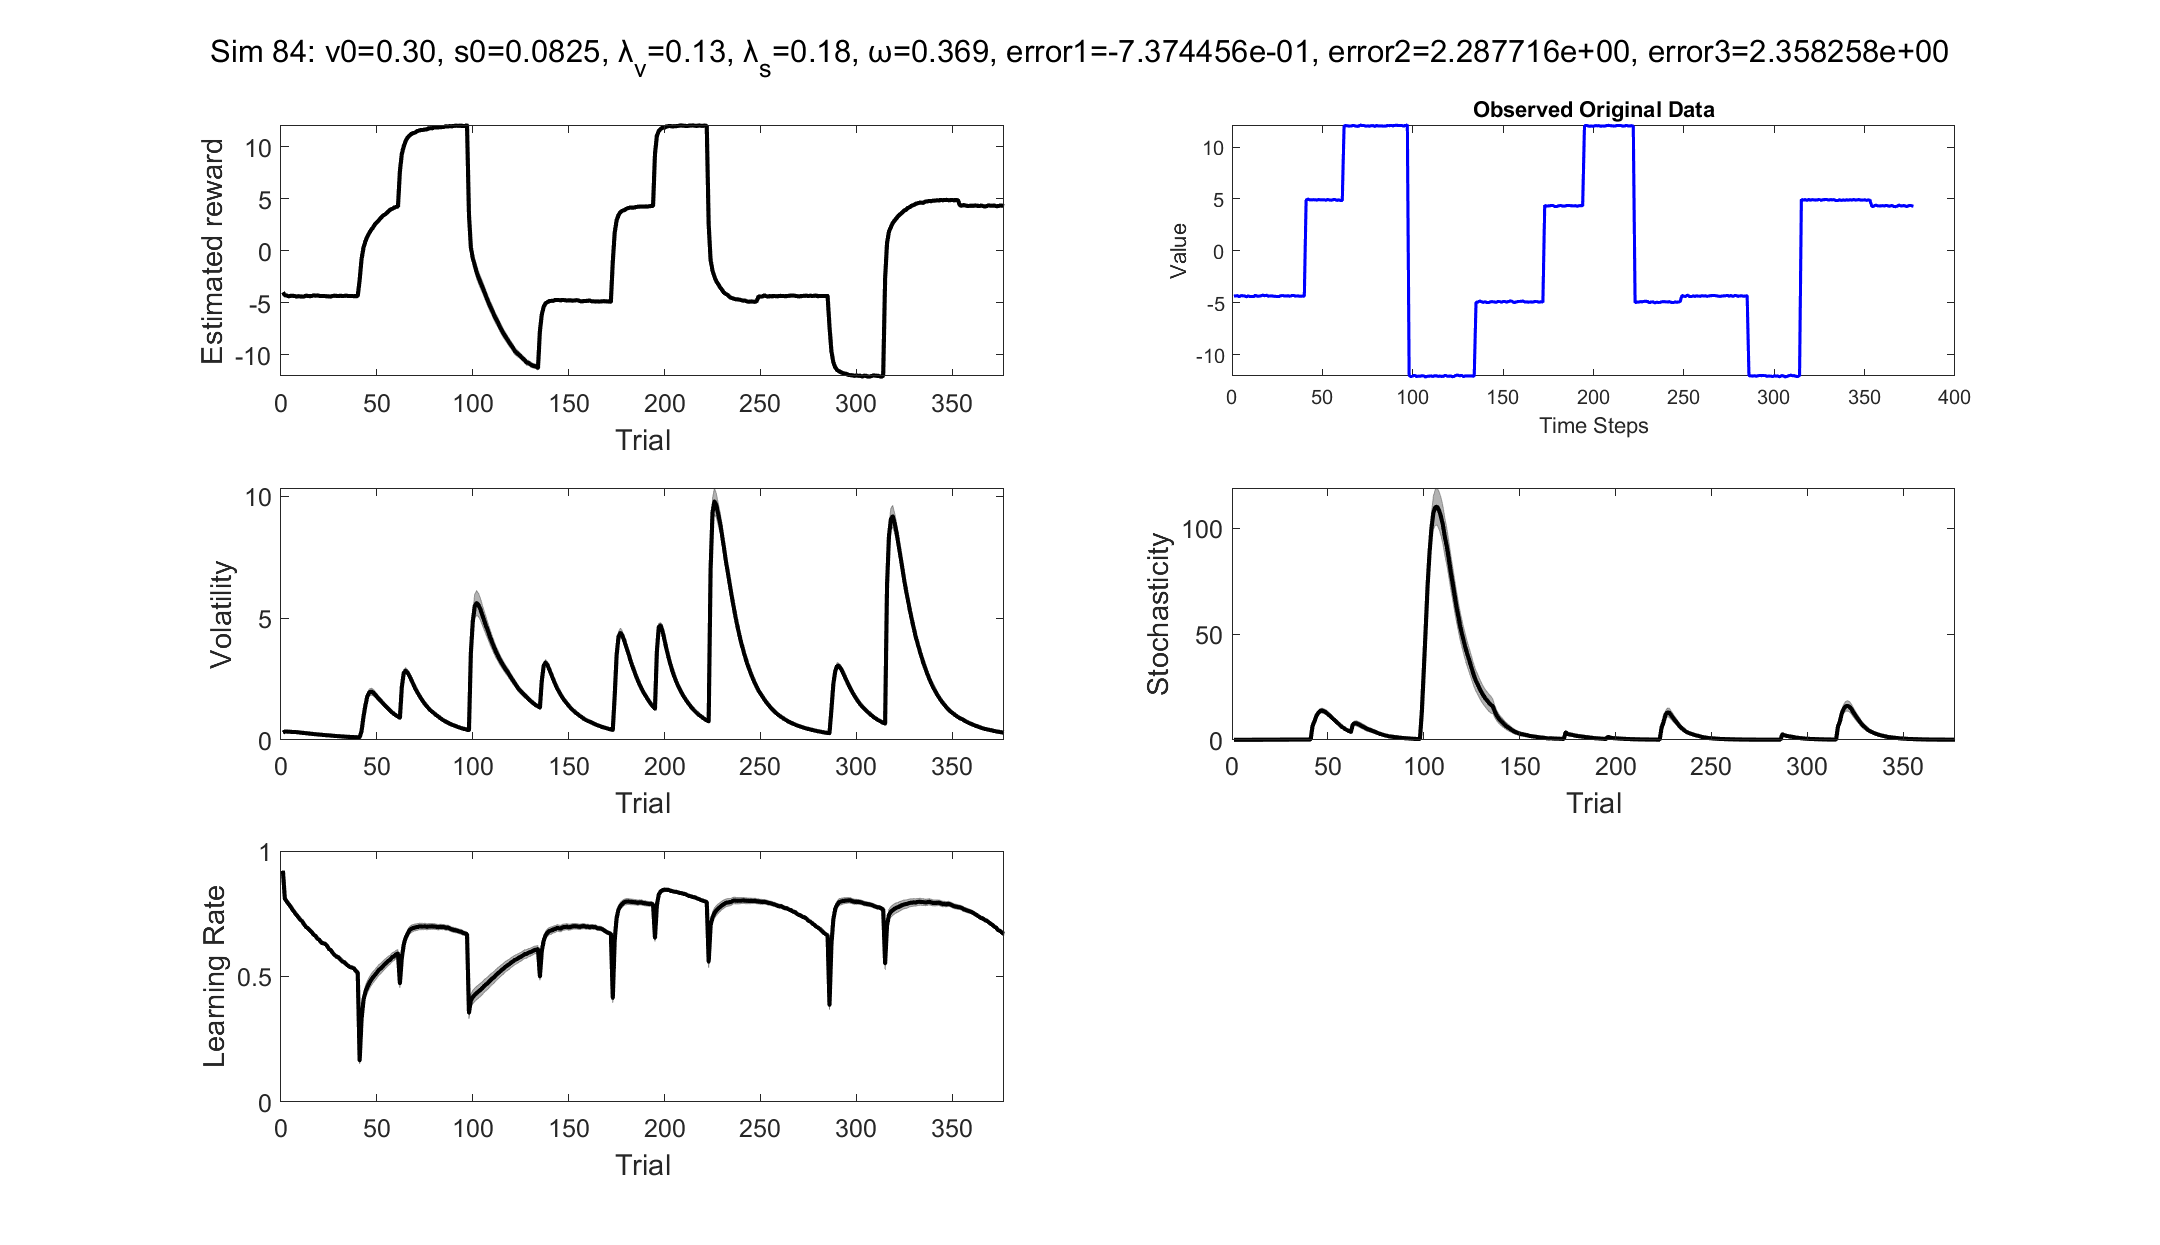 Sim 84: v0=0.30, s0=0.0825, λv=0.13, λs=0.18, ω=0.369, error1=-7.374456e-01, error2=2.287716e+00, error3=2.358258e+00
Estimated reward
10
5
0
-5
-10
0 50 100 150 200 250 300 350
Trial
Observed Original Data
Value
10
5
0
-5
-10
0 50 100 150 200 250 300 350 400
Time Steps
Volatility
10
5
0
0 50 100 150 200 250 300 350
Trial
Stochasticity
100
50
0
0 50 100 150 200 250 300 350
Trial
Learning Rate
1
0.5
0
0 50 100 150 200 250 300 350
Trial